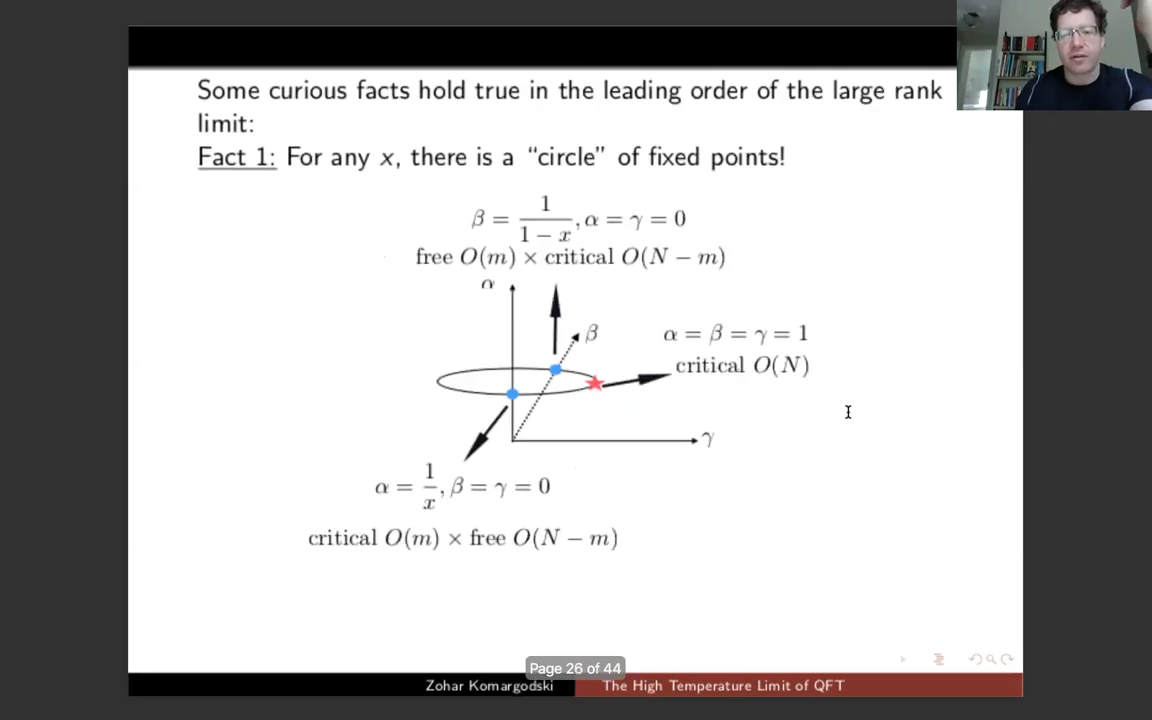 Some curious facts hold true in the leading order of the large rank
limit:
Fact 1: For any x, there is a “circle” of fixed points!
β = 1/(1 − x), α = γ = 0
free O(m) × critical O(N − m)
α
β
α = β = γ = 1
critical O(N)
γ
α = 1/x, β = γ = 0
critical O(m) × free O(N − m)
Page 26 of 44
Zohar Komargodski
The High Temperature Limit of QFT